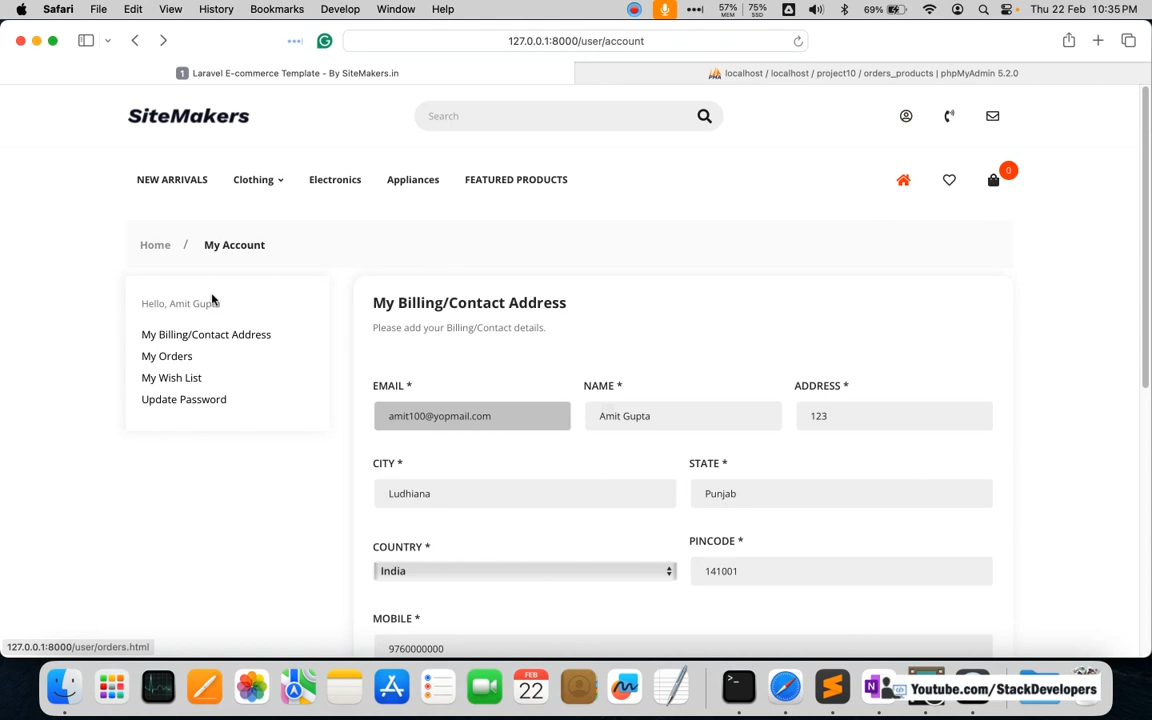 Safari File Edit View History Bookmarks Develop Window Help 57% MEM 75% SSD 69% Thu 22 Feb 10:35 PM
127.0.0.1:8000/user/account
1 Laravel E-commerce Template - By SiteMakers.in localhost / localhost / project10 / orders_products | phpMyAdmin 5.2.0
SiteMakers Search
0
NEW ARRIVALS Clothing Electronics Appliances FEATURED PRODUCTS
Home / My Account
Hello, Amit Gupta
My Billing/Contact Address
My Orders
My Wish List
Update Password
My Billing/Contact Address
Please add your Billing/Contact details.
EMAIL * NAME * ADDRESS *
amit100@yopmail.com Amit Gupta 123
CITY * STATE *
Ludhiana Punjab
COUNTRY * PINCODE *
India 141001
MOBILE *
9760000000
127.0.0.1:8000/user/orders.html
FEB
22
Youtube.com/StackDevelopers